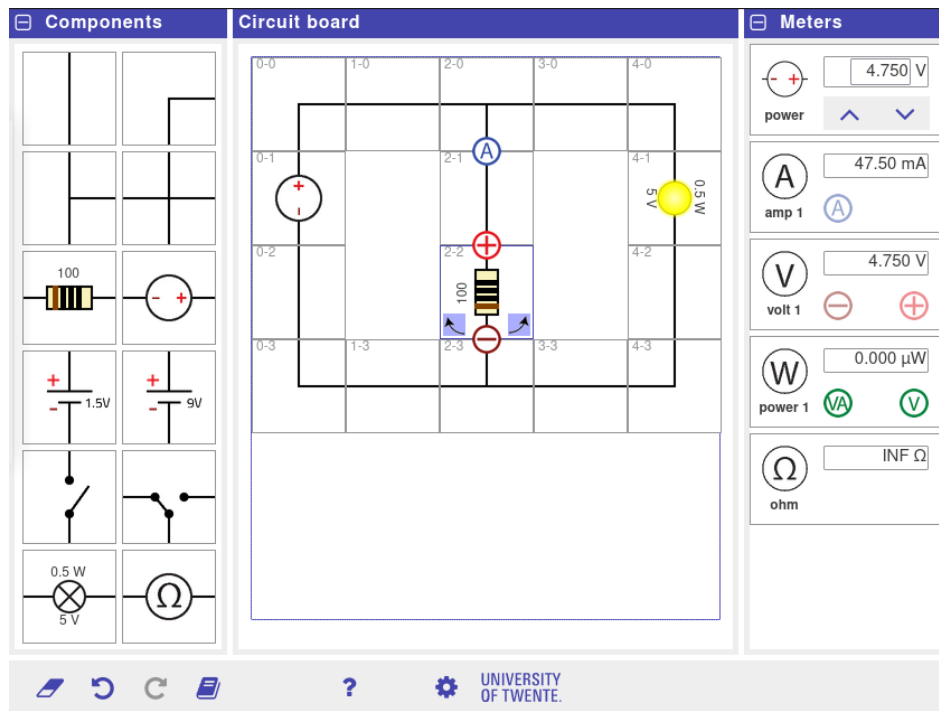 Components
Circuit board
Meters
0-0 1-0 2-0 3-0 4-0
0-1 2-1 4-1
0-2 2-2 4-2
0-3 1-3 2-3 3-3 4-3
A
+
-
5 V
0.5 W
+
100
−
100
- +
+
-
1.5V
+
-
9V
0.5 W
5 V
Ω
- +
power
4.750 V
A
amp 1
47.50 mA
A
V
volt 1
4.750 V
− +
W
power 1
0.000 µW
VA V
Ω
ohm
INF Ω
?
UNIVERSITY
OF TWENTE.